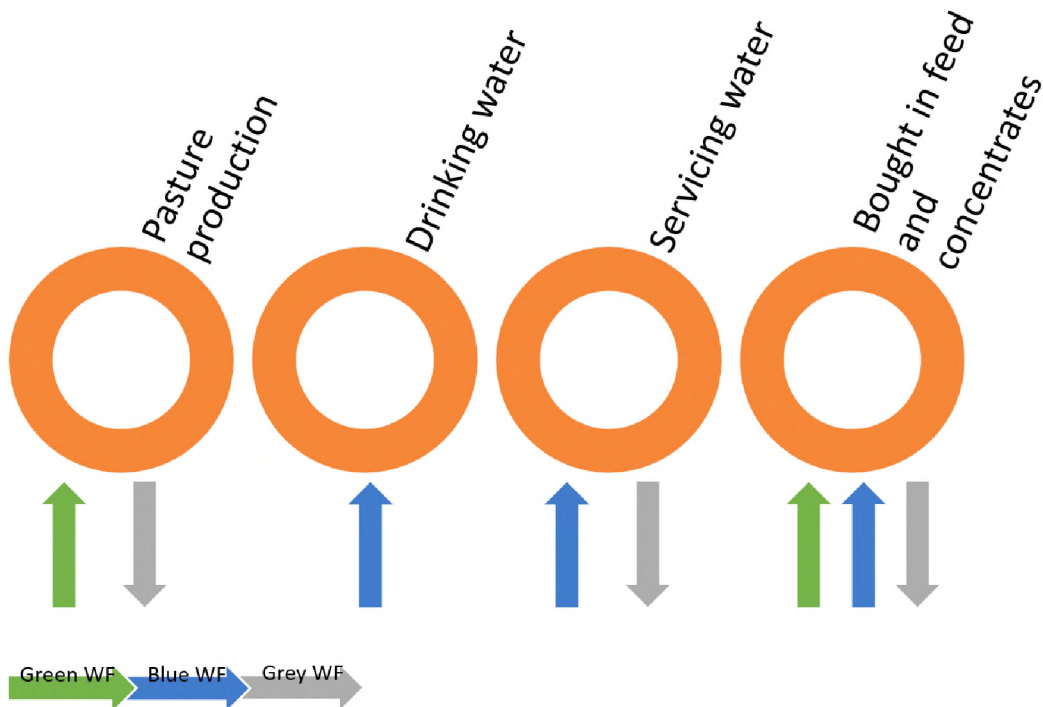 Pasture
production
Drinking water
Servicing water
Bought in feed
and
concentrates
Green WF
Blue WF
Grey WF